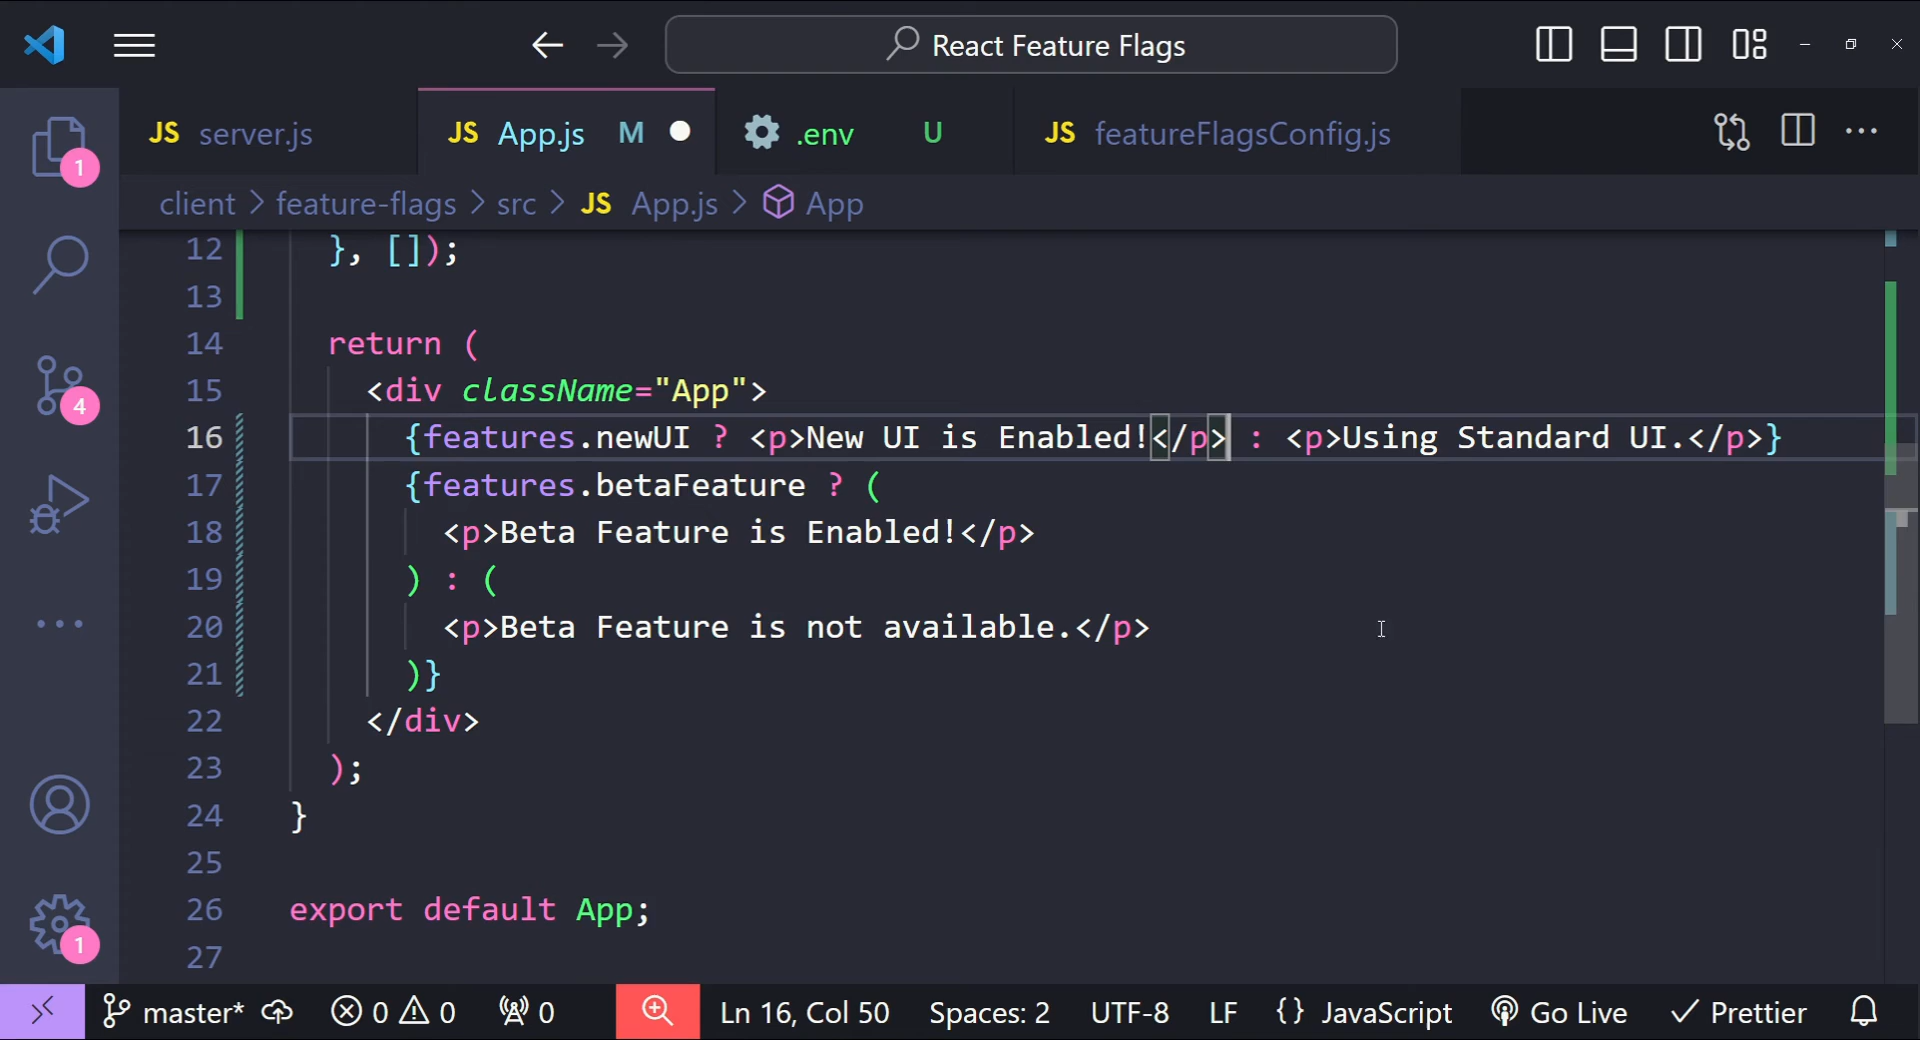 React Feature Flags
JS server.js
JS App.js M
.env U
JS featureFlagsConfig.js
client > feature-flags > src > JS App.js > App
1
4
1
12 }, []);
13
14 return (
15 <div className="App">
16 {features.newUI ? <p>New UI is Enabled!</p> : <p>Using Standard UI.</p>}
17 {features.betaFeature ? (
18 <p>Beta Feature is Enabled!</p>
19 ) : (
20 <p>Beta Feature is not available.</p>
21 )}
22 </div>
23 );
24 }
25
26 export default App;
27
master* 0 0 0 Ln 16, Col 50 Spaces: 2 UTF-8 LF {} JavaScript Go Live Prettier